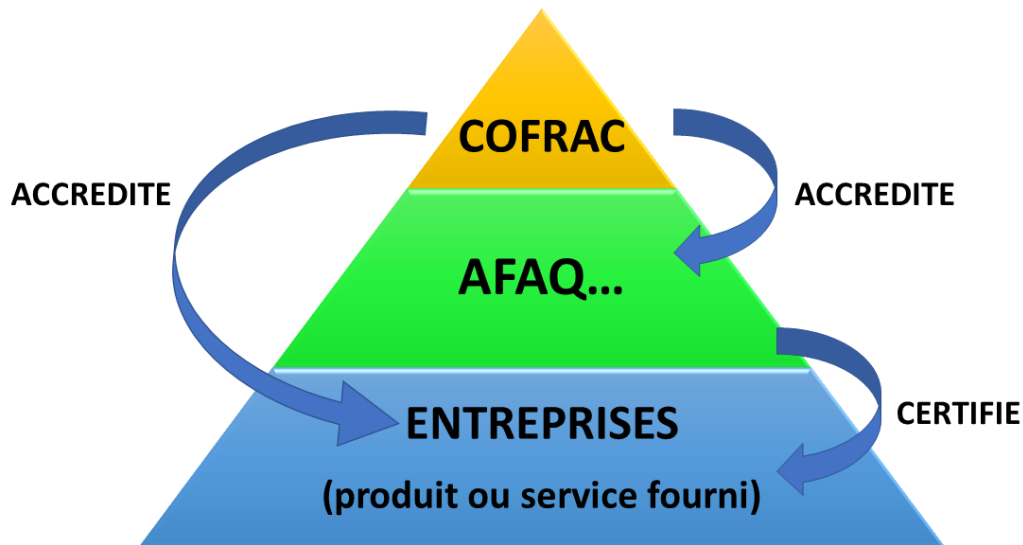 COFRAC
ACCREDITE
ACCREDITE
AFAQ...
CERTIFIE
ENTREPRISES
(produit ou service fourni)